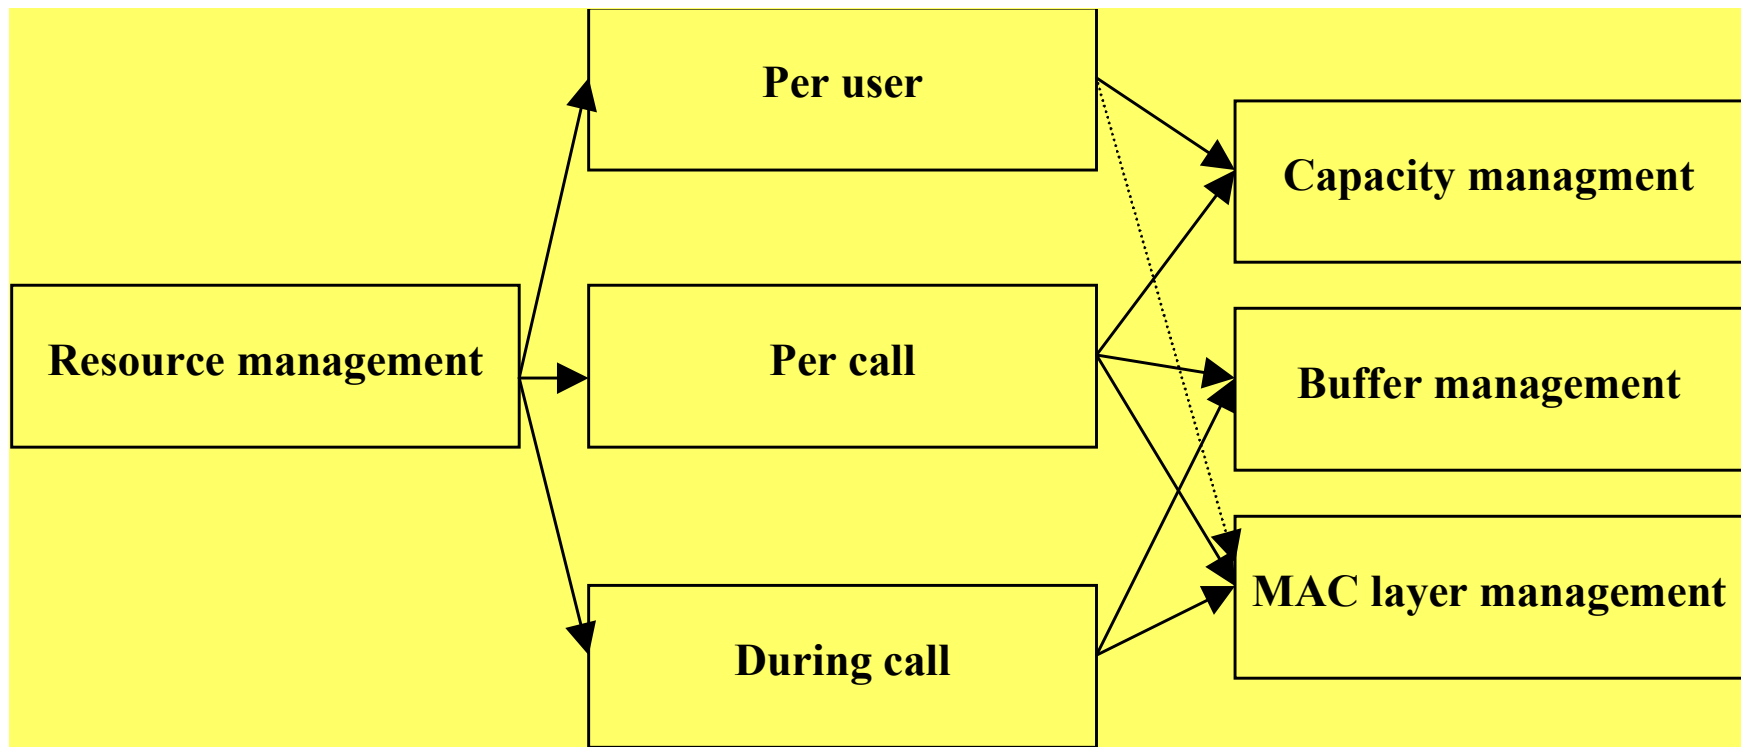 Per user
Capacity managment
Resource management
Per call
Buffer management
MAC layer management
During call